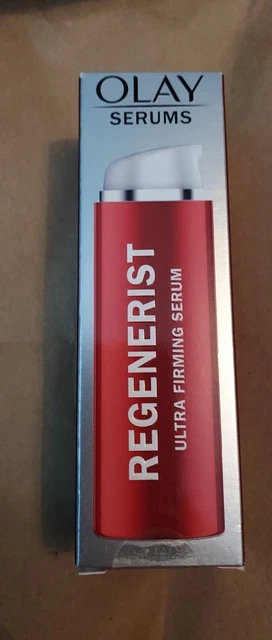 OLAY
SERUMS
REGENERIST
ULTRA FIRMING SERUM